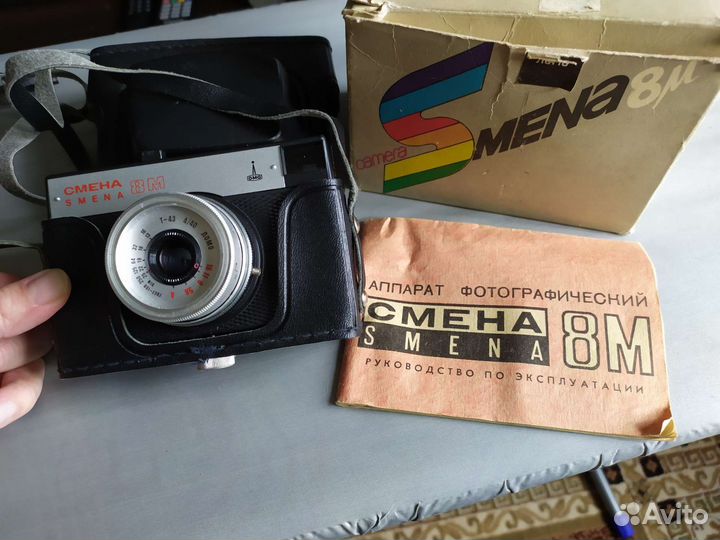 СМЕНА 8М
SMENA
Т-43 4/40 ЛОМО
camera SMENA 8м
АППАРАТ ФОТОГРАФИЧЕСКИЙ
СМЕНА
SMENA
8М
РУКОВОДСТВО ПО ЭКСПЛУАТАЦИИ
Avito